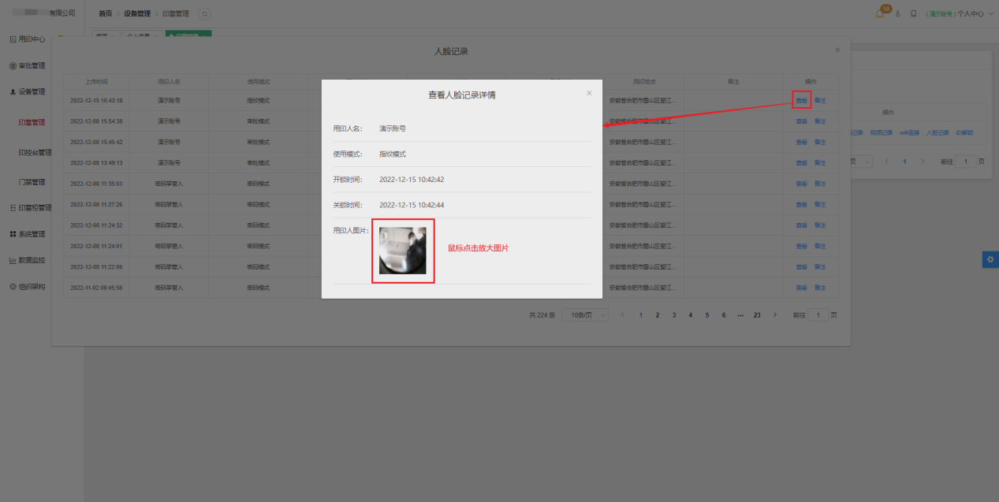 有限公司
首页 设备管理 印章管理
53
(演示账号) 个人中心
用印中心
审批管理
设备管理
印章管理
印控台管理
门禁管理
印章柜管理
系统管理
数据监控
组织架构
人脸记录
上传时间 用印人名 使用模式 用印地点 备注 操作
2022-12-15 10:43:18 演示账号 指纹模式 安徽省合肥市蜀山区望江... 查看 备注
2022-12-08 15:54:38 演示账号 审批模式 安徽省合肥市蜀山区望江... 查看 备注
2022-12-08 15:45:42 演示账号 审批模式 安徽省合肥市蜀山区望江... 查看 备注
2022-12-08 13:49:13 演示账号 审批模式 安徽省合肥市蜀山区望江... 查看 备注
2022-12-08 11:35:03 密码掌管人 密码模式 安徽省合肥市蜀山区望江... 查看 备注
2022-12-08 11:27:26 密码掌管人 密码模式 安徽省合肥市蜀山区望江... 查看 备注
2022-12-08 11:24:32 密码掌管人 密码模式 安徽省合肥市蜀山区望江... 查看 备注
2022-12-08 11:24:01 密码掌管人 密码模式 安徽省合肥市蜀山区望江... 查看 备注
2022-12-08 11:22:06 密码掌管人 密码模式 安徽省合肥市蜀山区望江... 查看 备注
2022-11-02 09:45:56 密码掌管人 密码模式 安徽省合肥市蜀山区望江... 查看 备注
共 224 条 10条/页 1 2 3 4 5 6 ... 23 前往 1 页
查看人脸记录详情
用印人名: 演示账号
使用模式: 指纹模式
开锁时间: 2022-12-15 10:42:42
关锁时间: 2022-12-15 10:42:44
用印人图片:
鼠标点击放大图片
操作
记录 视频记录 wifi连接 人脸记录 ID解锁
页 1 前往 1 页